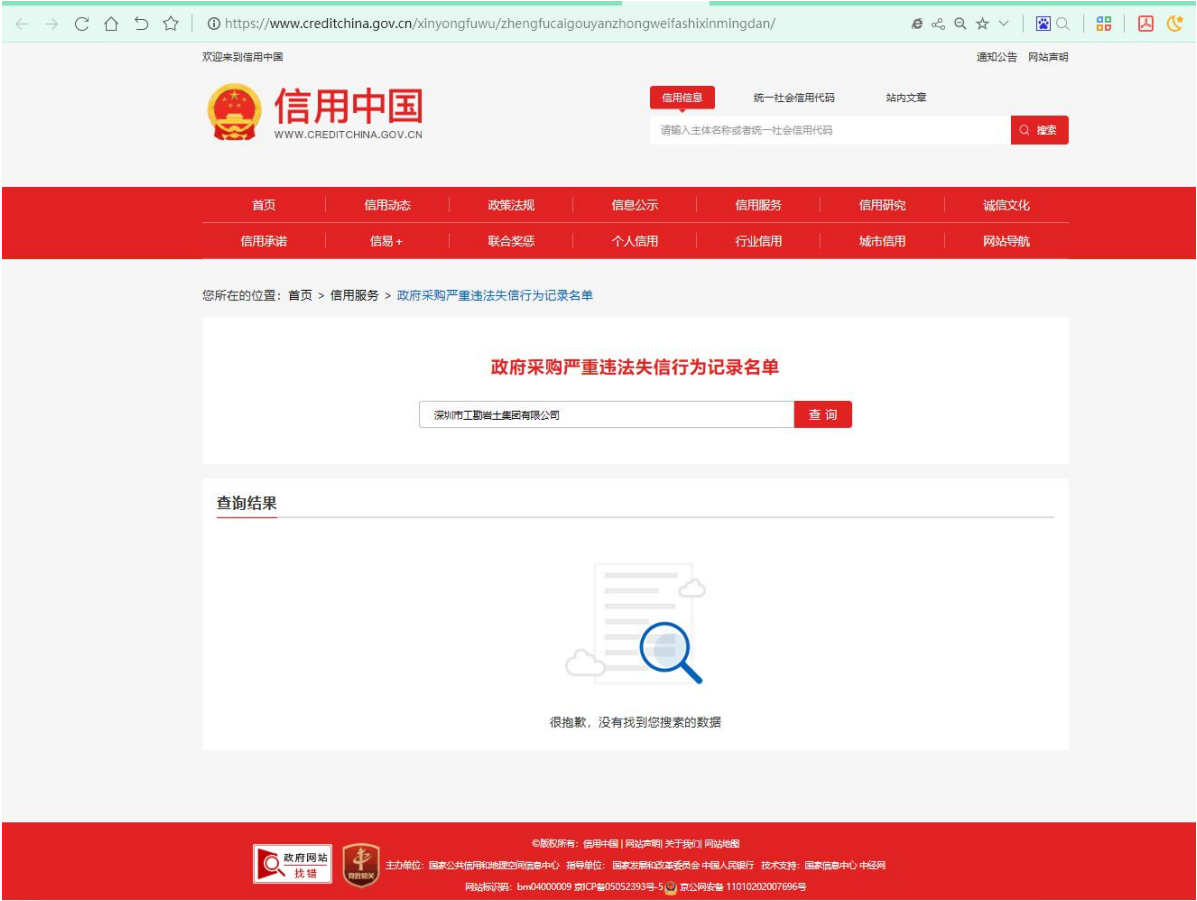 https://www.creditchina.gov.cn/xinyongfuwu/zhengfucaigouyanzhongweifashixinmingdan/
欢迎来到信用中国 通知公告 网站声明
信用中国
WWW.CREDITCHINA.GOV.CN
信用信息 统一社会信用代码 站内文章
请输入主体名称或者统一社会信用代码 搜索
首页 信用动态 政策法规 信息公示 信用服务 信用研究 诚信文化
信用承诺 信易+ 联合奖惩 个人信用 行业信用 城市信用 网站导航
您所在的位置：首页 > 信用服务 > 政府采购严重违法失信行为记录名单
政府采购严重违法失信行为记录名单
深圳市工勘岩土集团有限公司 查询
查询结果
很抱歉，没有找到您搜索的数据
©版权所有：信用中国 | 网站声明| 关于我们| 网站地图
政府网站
找错
党政机关
主办单位：国家公共信用和地理空间信息中心 指导单位：国家发展和改革委员会 中国人民银行 技术支持：国家信息中心 中经网
网站标识码：bm04000009 京ICP备05052393号-5 京公网安备 11010202007696号